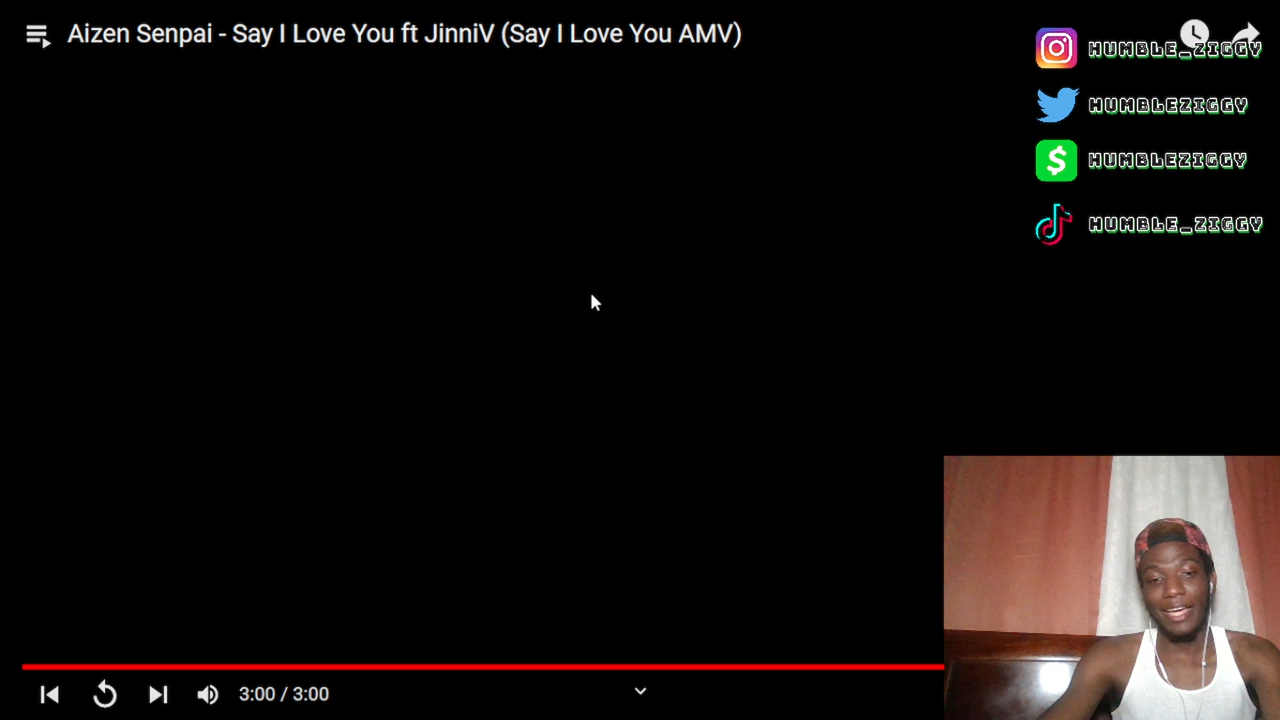 Aizen Senpai - Say I Love You ft JinniV (Say I Love You AMV)
HUMBLE_ZIGGY
HUMBLEZIGGY
$ HUMBLEZIGGY
HUMBLE_ZIGGY
3:00 / 3:00